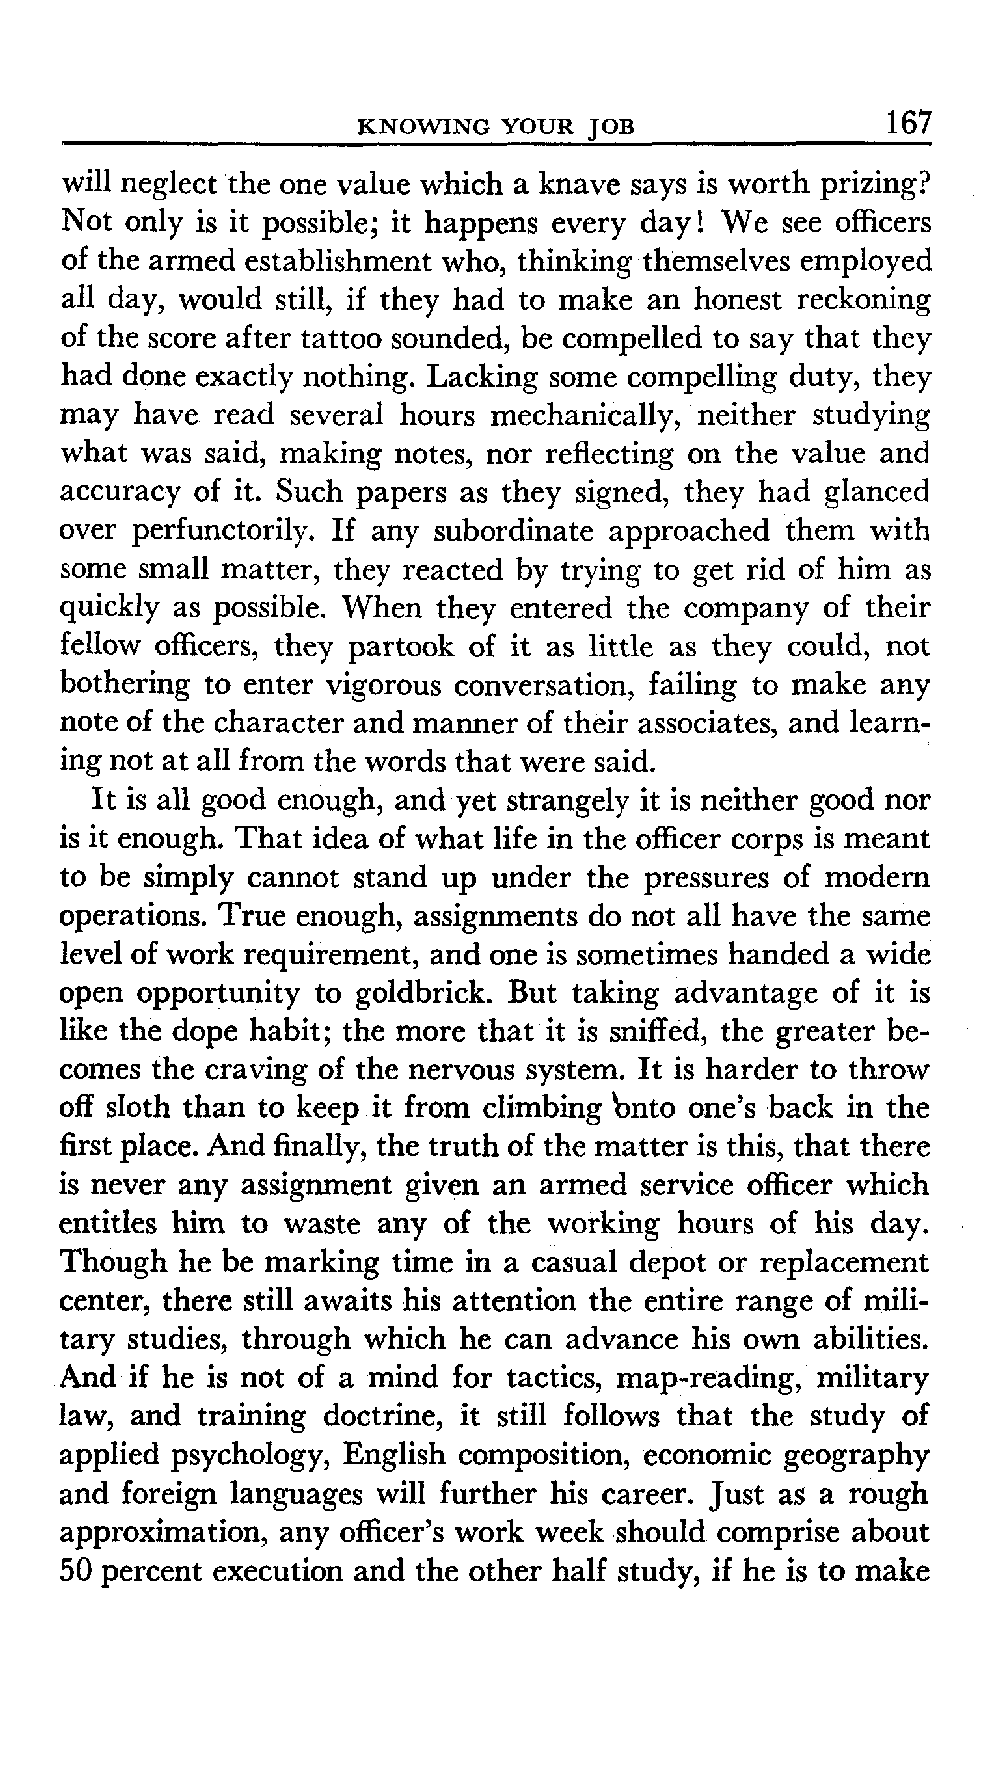 KNOWING YOUR JOB 167
will neglect the one value which a knave says is worth prizing?
Not only is it possible; it happens every day! We see officers
of the armed establishment who, thinking themselves employed
all day, would still, if they had to make an honest reckoning
of the score after tattoo sounded, be compelled to say that they
had done exactly nothing. Lacking some compelling duty, they
may have read several hours mechanically, neither studying
what was said, making notes, nor reflecting on the value and
accuracy of it. Such papers as they signed, they had glanced
over perfunctorily. If any subordinate approached them with
some small matter, they reacted by trying to get rid of him as
quickly as possible. When they entered the company of their
fellow officers, they partook of it as little as they could, not
bothering to enter vigorous conversation, failing to make any
note of the character and manner of their associates, and learn-
ing not at all from the words that were said.
It is all good enough, and yet strangely it is neither good nor
is it enough. That idea of what life in the officer corps is meant
to be simply cannot stand up under the pressures of modern
operations. True enough, assignments do not all have the same
level of work requirement, and one is sometimes handed a wide
open opportunity to goldbrick. But taking advantage of it is
like the dope habit; the more that it is sniffed, the greater be-
comes the craving of the nervous system. It is harder to throw
off sloth than to keep it from climbing onto one's back in the
first place. And finally, the truth of the matter is this, that there
is never any assignment given an armed service officer which
entitles him to waste any of the working hours of his day.
Though he be marking time in a casual depot or replacement
center, there still awaits his attention the entire range of mili-
tary studies, through which he can advance his own abilities.
And if he is not of a mind for tactics, map-reading, military
law, and training doctrine, it still follows that the study of
applied psychology, English composition, economic geography
and foreign languages will further his career. Just as a rough
approximation, any officer's work week should comprise about
50 percent execution and the other half study, if he is to make